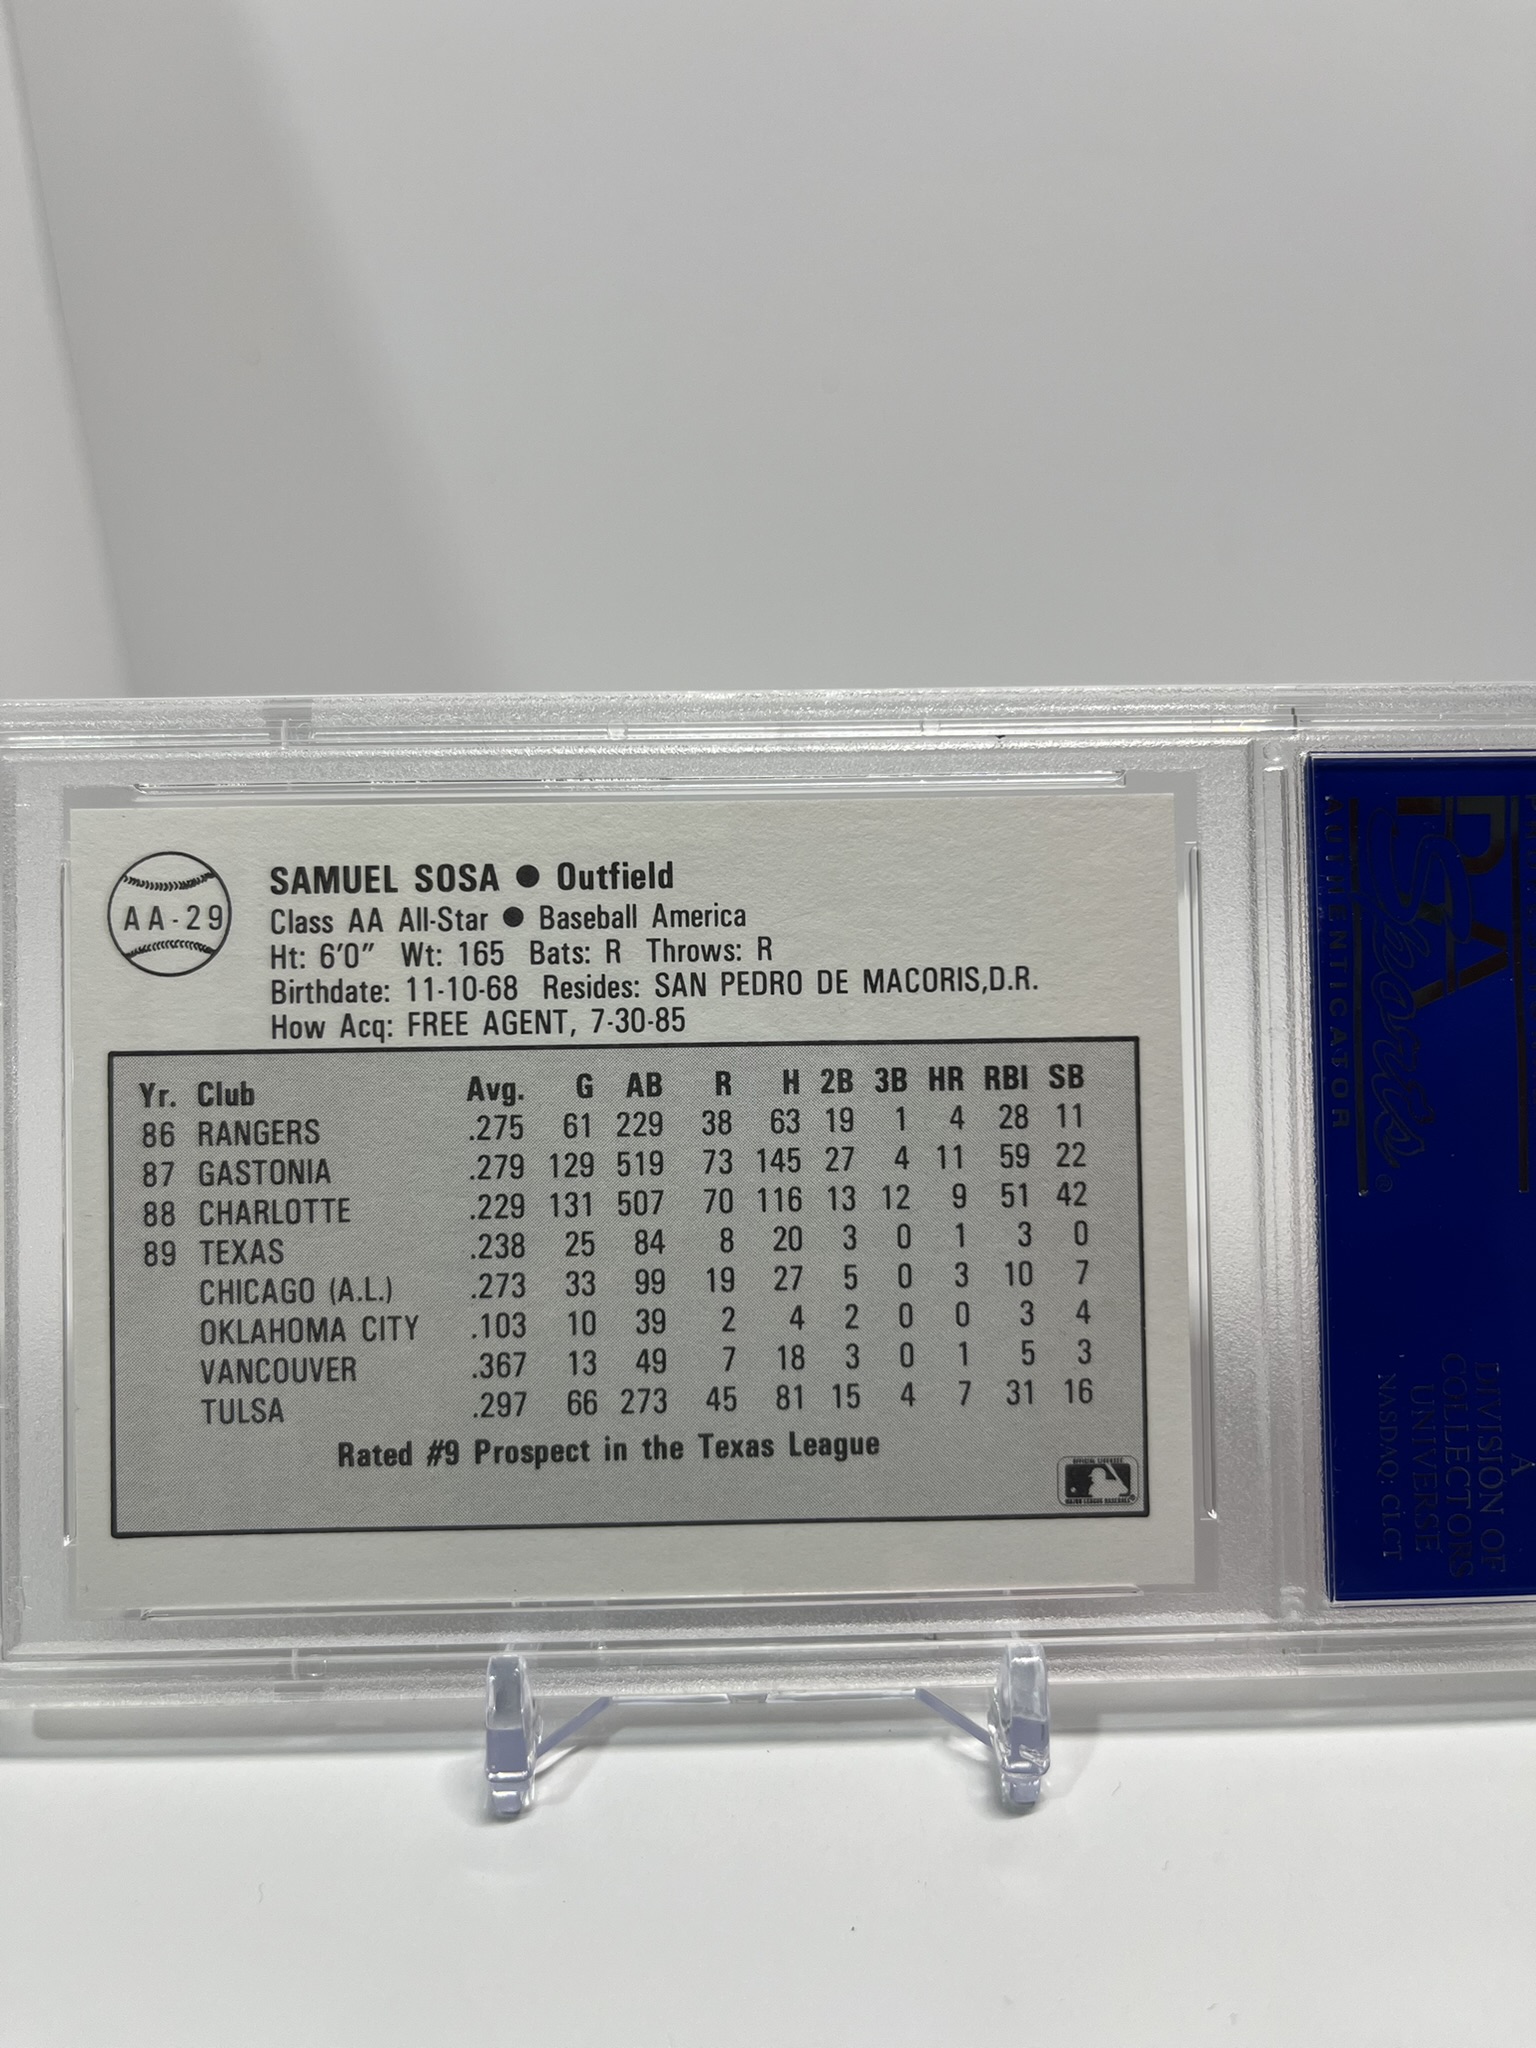 AA-29
SAMUEL SOSA ● Outfield
Class AA All-Star ● Baseball America
Ht: 6'0" Wt: 165 Bats: R Throws: R
Birthdate: 11-10-68 Resides: SAN PEDRO DE MACORIS,D.R.
How Acq: FREE AGENT, 7-30-85
Yr. Club Avg. G AB R H 2B 3B HR RBI SB
86 RANGERS .275 61 229 38 63 19 1 4 28 11
87 GASTONIA .279 129 519 73 145 27 4 11 59 22
88 CHARLOTTE .229 131 507 70 116 13 12 9 51 42
89 TEXAS .238 25 84 8 20 3 0 1 3 0
CHICAGO (A.L.) .273 33 99 19 27 5 0 3 10 7
OKLAHOMA CITY .103 10 39 2 4 2 0 0 3 4
VANCOUVER .367 13 49 7 18 3 0 1 5 3
TULSA .297 66 273 45 81 15 4 7 31 16
Rated #9 Prospect in the Texas League
OFFICIAL LICENSEE
MAJOR LEAGUE BASEBALL®
PSA
Sports®
AUTHENTICATOR
A
DIVISION OF
COLLECTORS
UNIVERSE
NASDAQ: CLCT